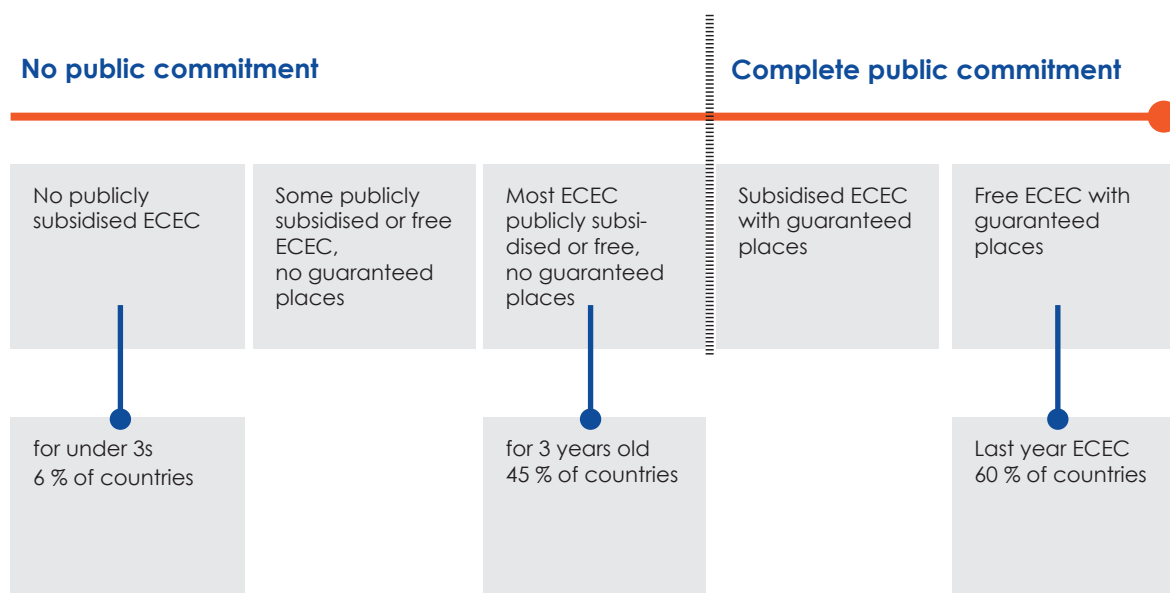 No public commitment
Complete public commitment
No publicly
subsidised ECEC
Some publicly
subsidised or free
ECEC,
no guaranteed
places
Most ECEC
publicly subsi-
dised or free,
no guaranteed
places
Subsidised ECEC
with guaranteed
places
Free ECEC with
guaranteed
places
for under 3s
6 % of countries
for 3 years old
45 % of countries
Last year ECEC
60 % of countries